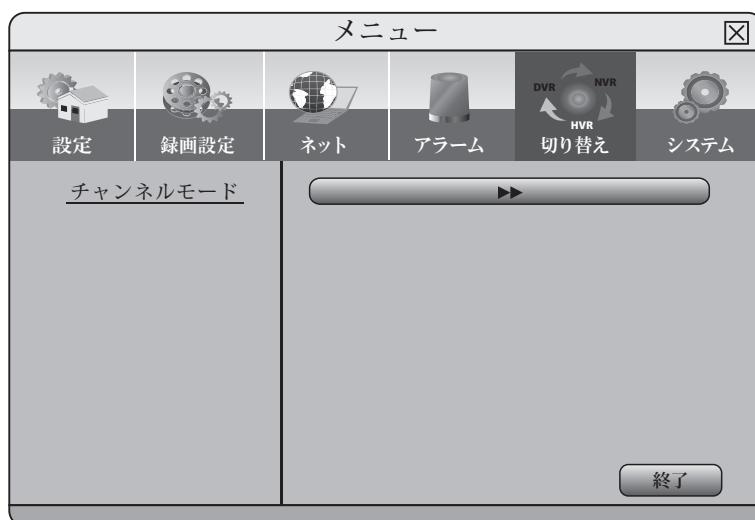 メニュー
DVR NVR
HVR
設定 録画設定 ネット アラーム 切り替え システム
チャンネルモード
終了